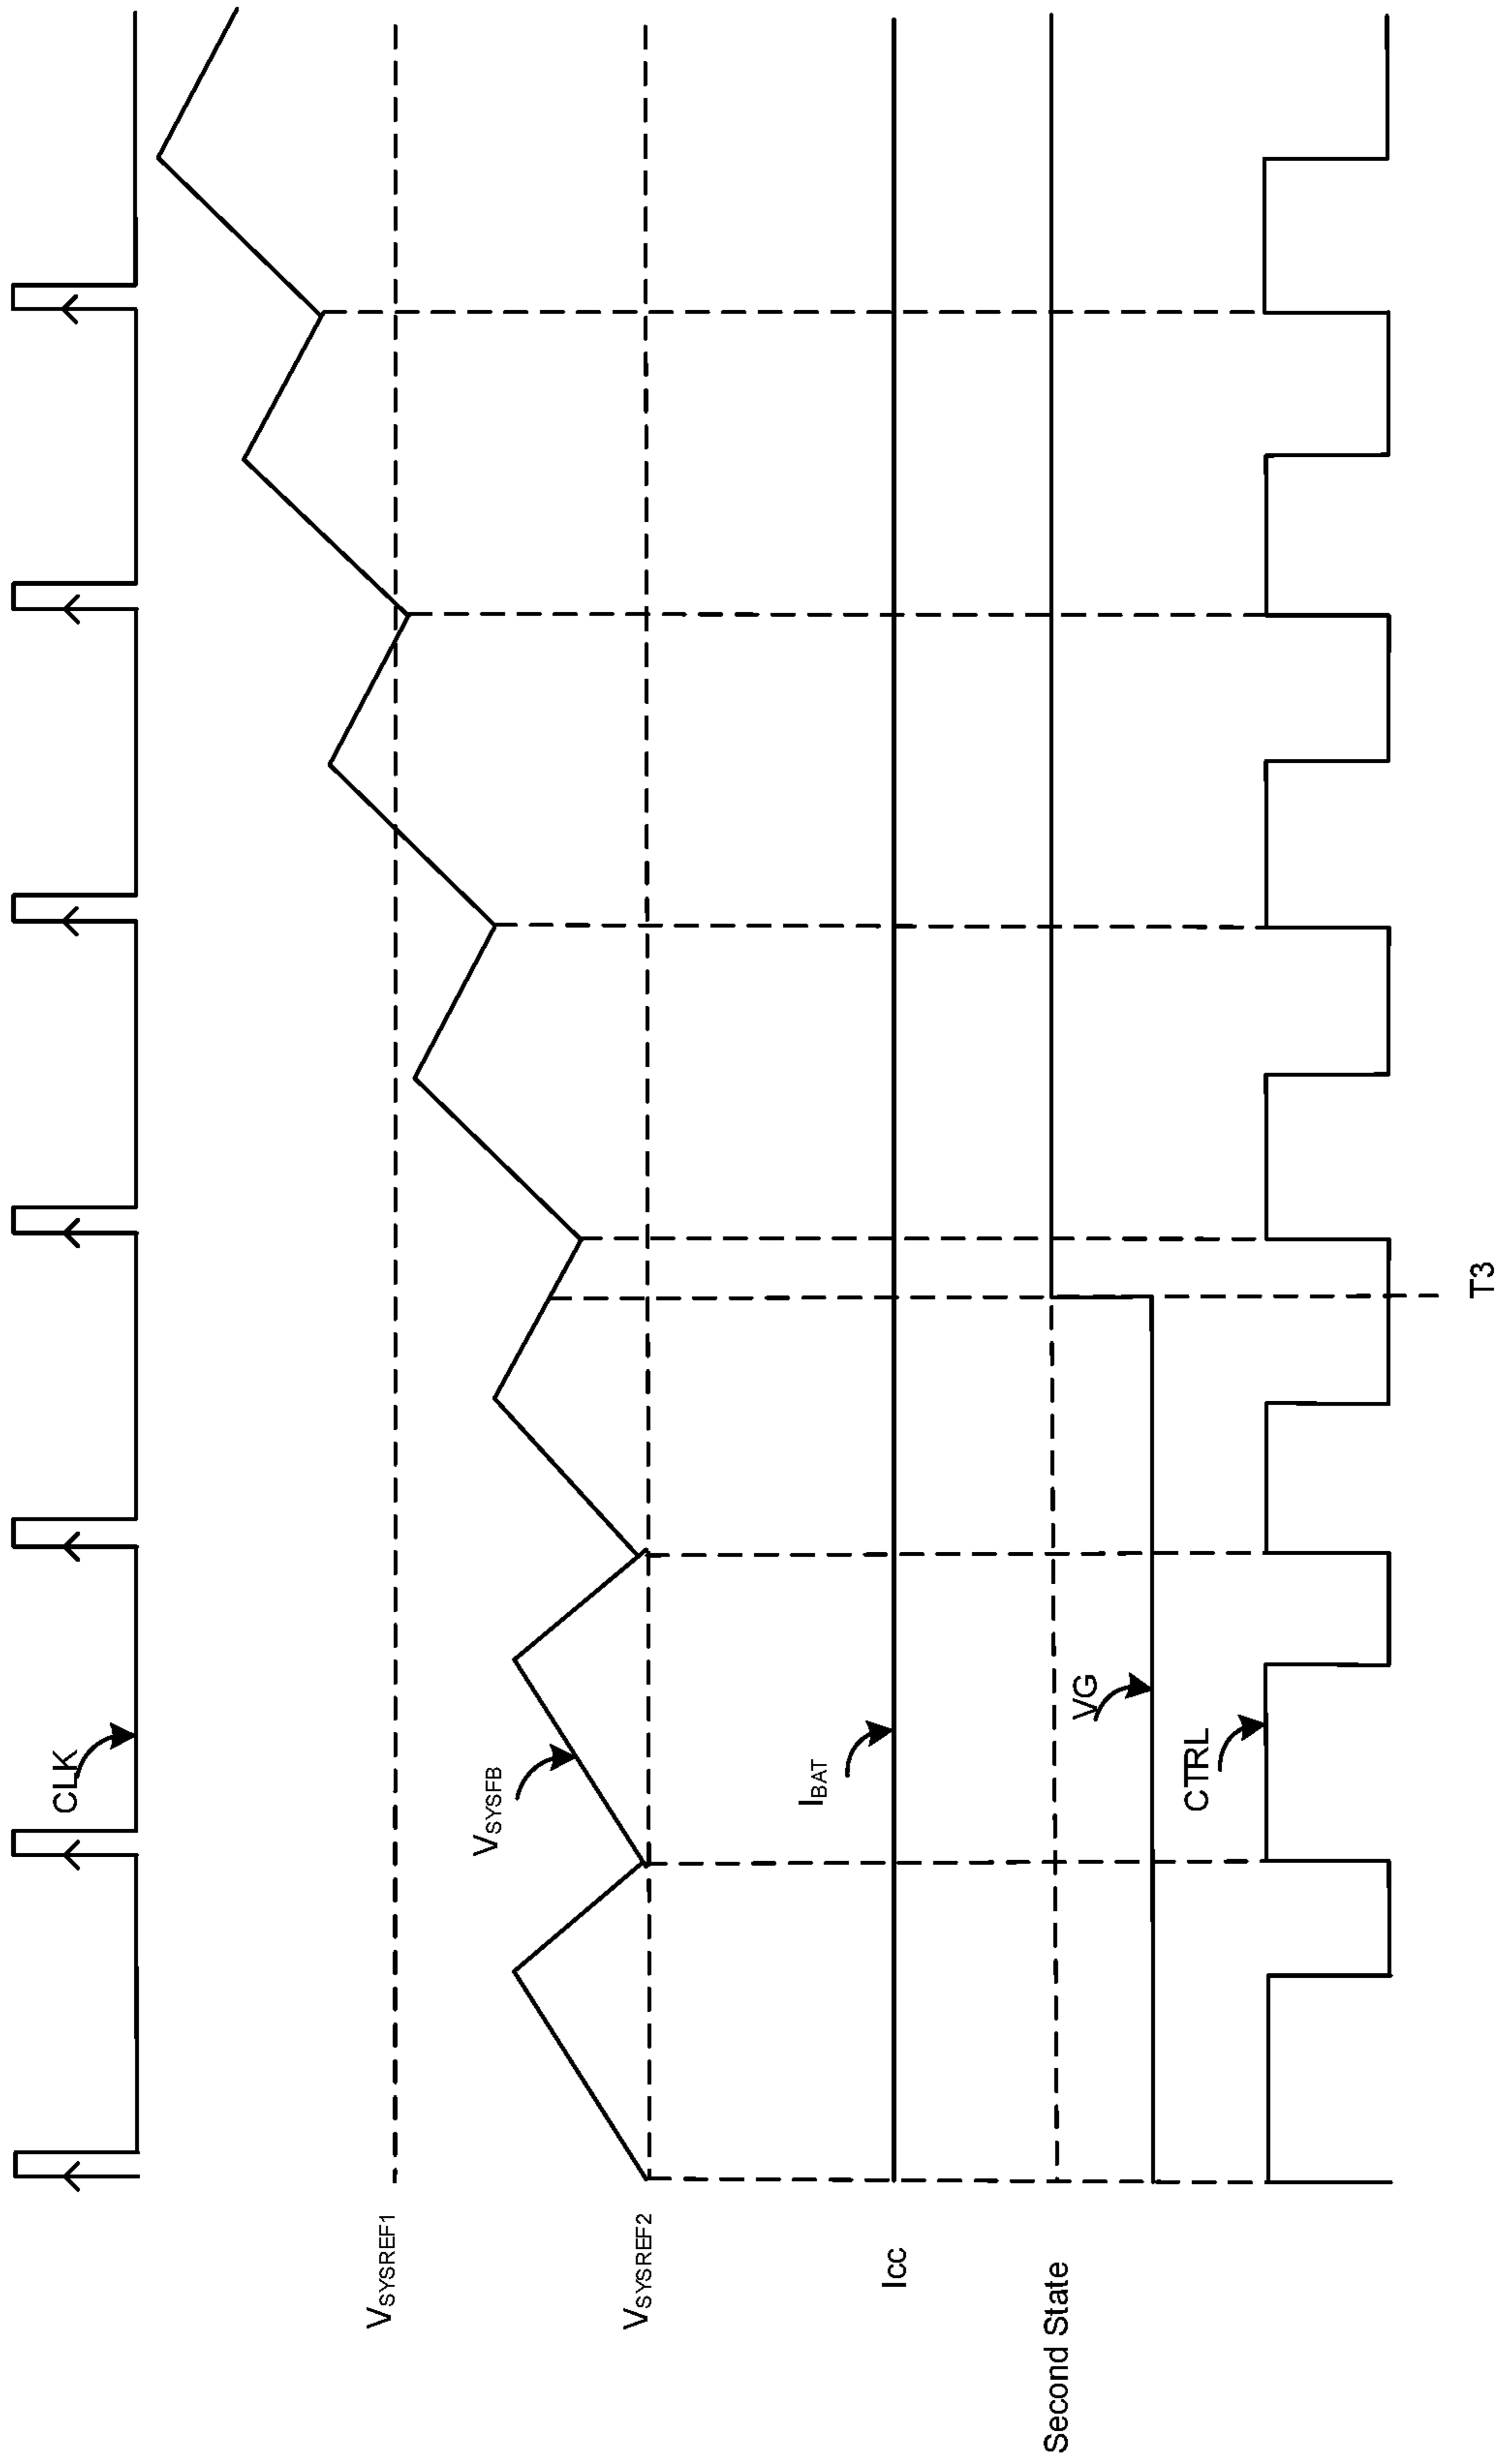 CLK
VSYSREF1
VSYSFB
VSYSREF2
Icc
IBAT
Second State
VG
CTRL
T3